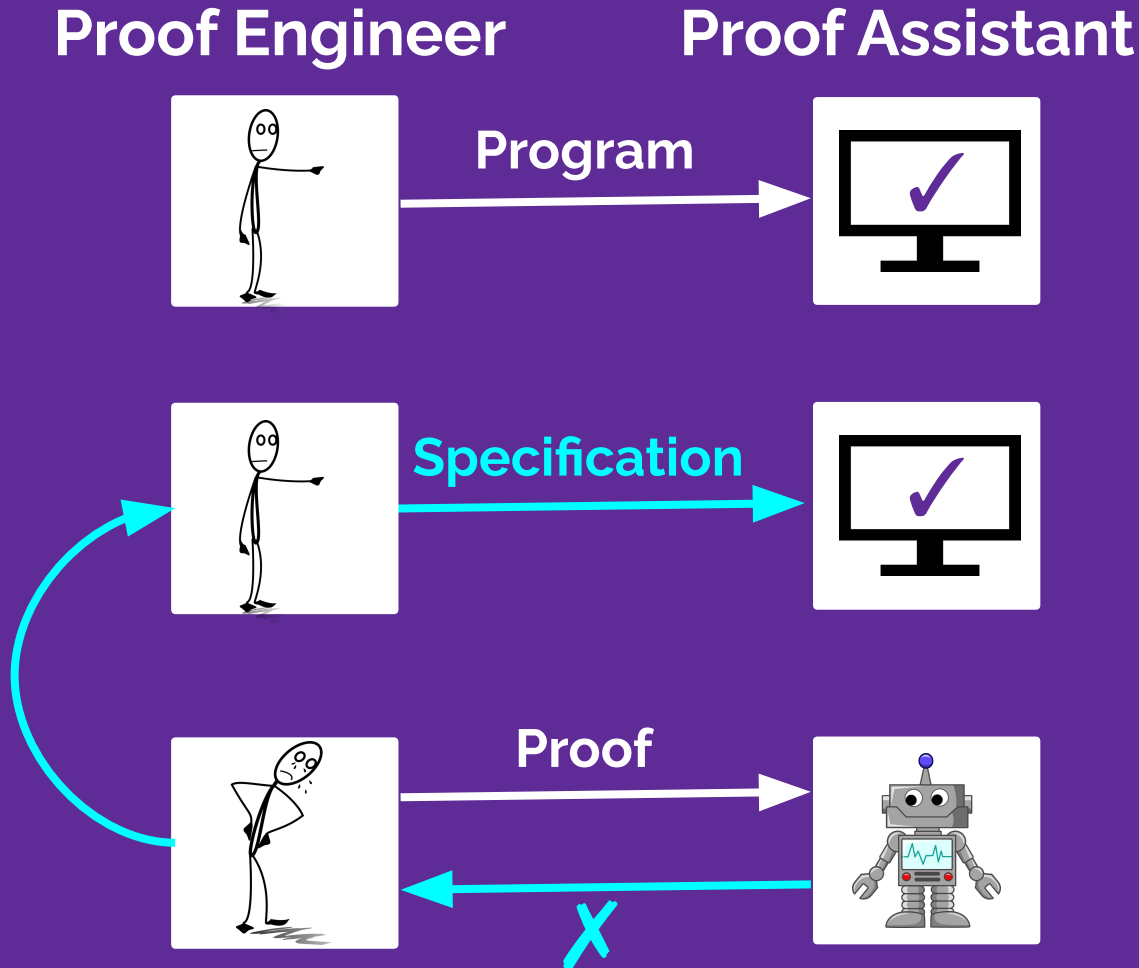 Proof Engineer
Proof Assistant
Program
Specification
Proof